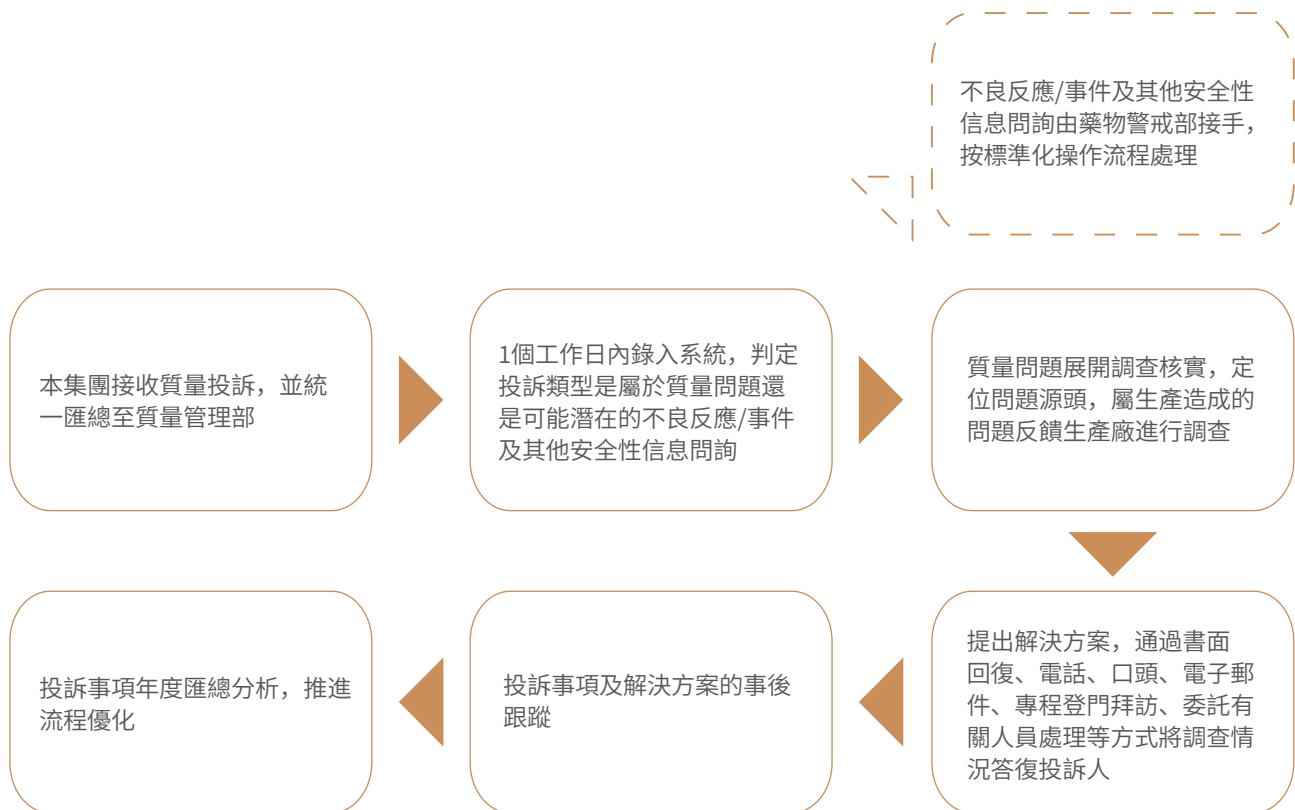 不良反應/事件及其他安全性
信息問詢由藥物警戒部接手，
按標準化操作流程處理
本集團接收質量投訴，並統
一匯總至質量管理部
1個工作日內錄入系統，判定
投訴類型是屬於質量問題還
是可能潛在的不良反應/事件
及其他安全性信息問詢
質量問題展開調查核實，定
位問題源頭，屬生產造成的
問題反饋生產廠進行調查
提出解決方案，通過書面
回復、電話、口頭、電子郵
件、專程登門拜訪、委託有
關人員處理等方式將調查情
況答復投訴人
投訴事項及解決方案的事後
跟蹤
投訴事項年度匯總分析，推進
流程優化